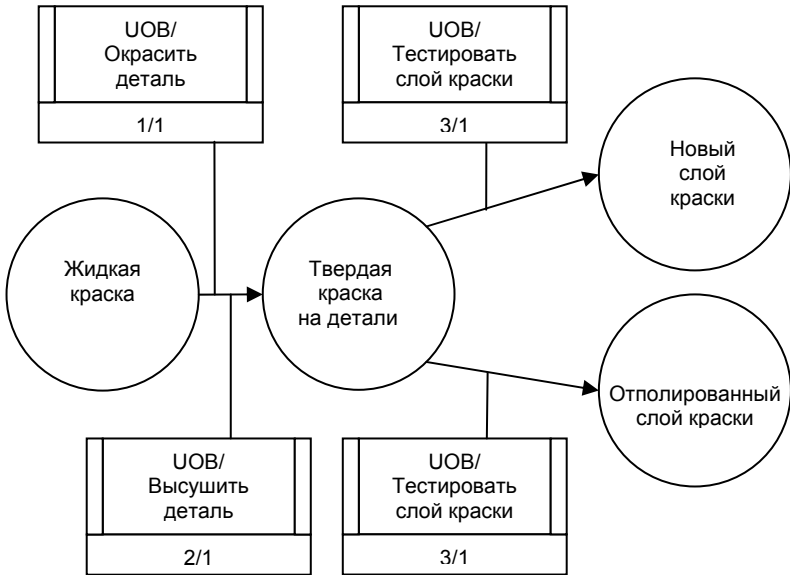 UOB/
Окрасить
деталь
1/1
UOB/
Тестировать
слой краски
3/1
Новый
слой
краски
Жидкая
краска
Твердая
краска
на детали
Отполированный
слой краски
UOB/
Высушить
деталь
2/1
UOB/
Тестировать
слой краски
3/1